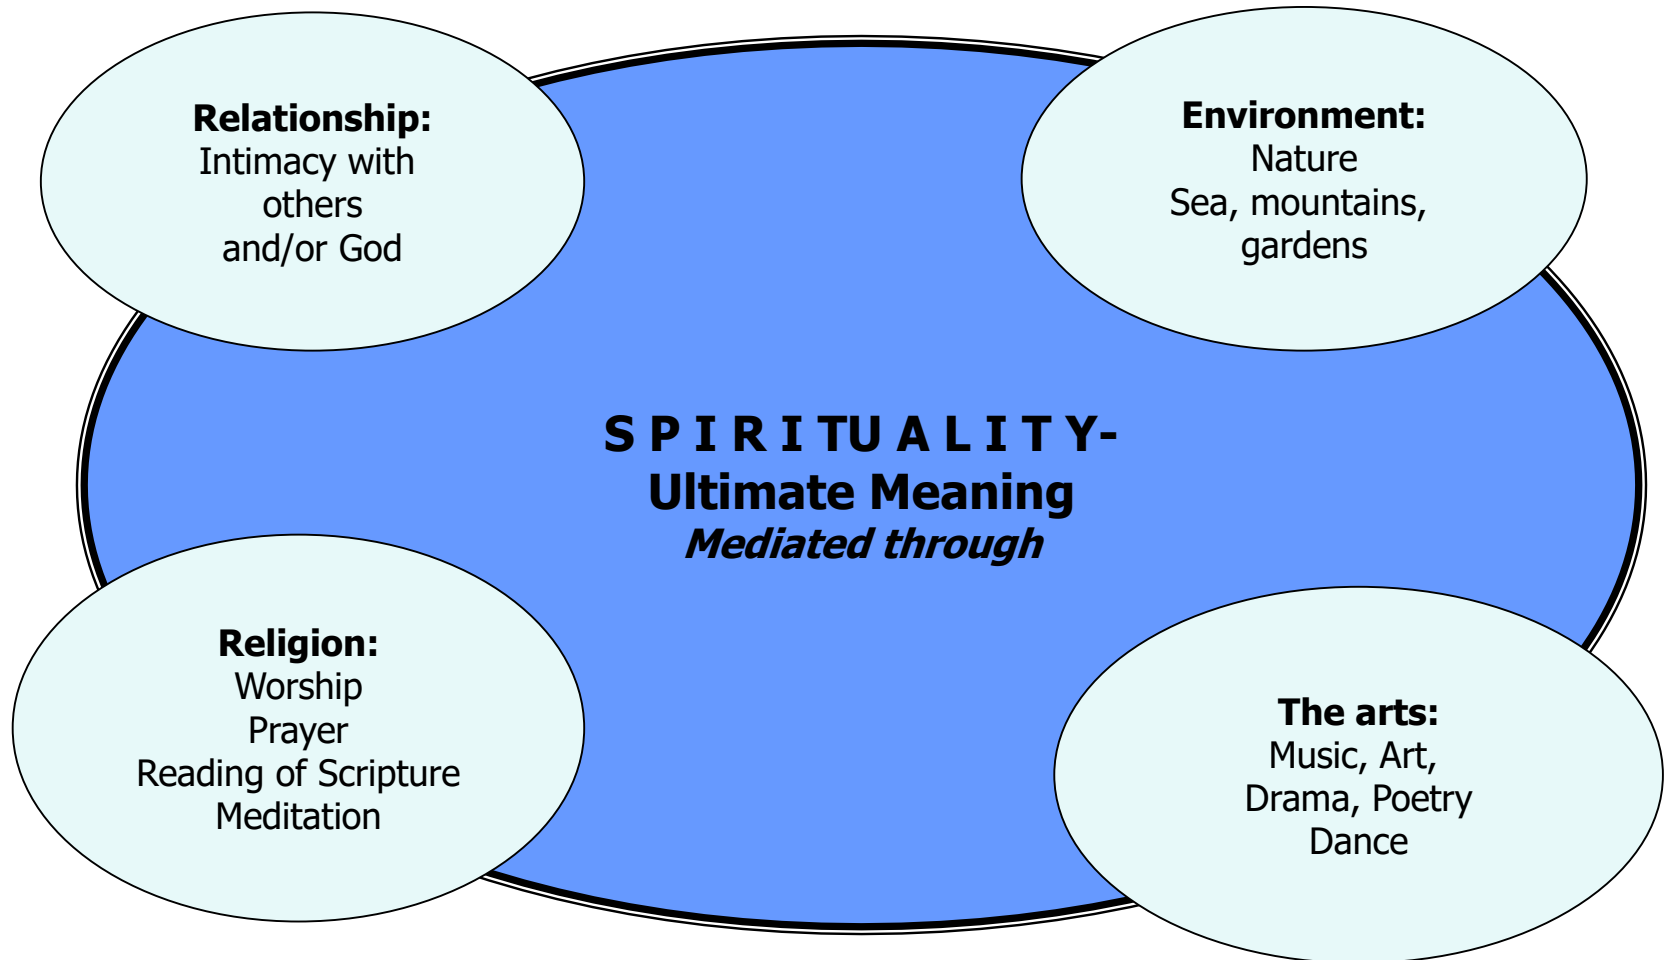 Relationship:
Intimacy with
others
and/or God
Environment:
Nature
Sea, mountains,
gardens
S P I R I TU A L I T Y-
Ultimate Meaning
Mediated through
Religion:
Worship
Prayer
Reading of Scripture
Meditation
The arts:
Music, Art,
Drama, Poetry
Dance